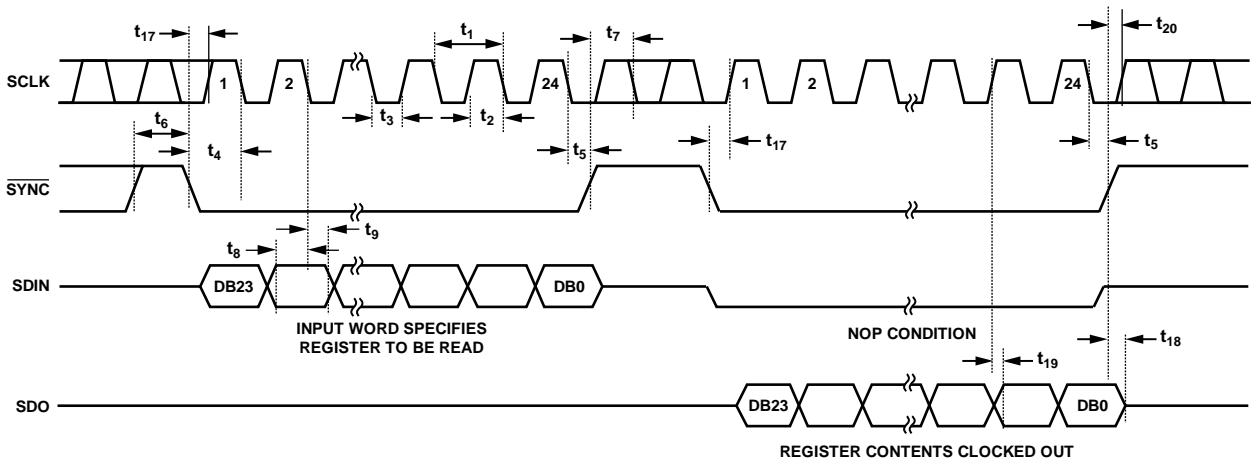 t17
t1
t7
t20
SCLK
1
2
24
1
2
24
t3
t2
t6
t4
t5
t17
t5
SYNC
t9
t8
SDIN
DB23
DB0
INPUT WORD SPECIFIES
REGISTER TO BE READ
NOP CONDITION
t18
t19
SDO
DB23
DB0
REGISTER CONTENTS CLOCKED OUT